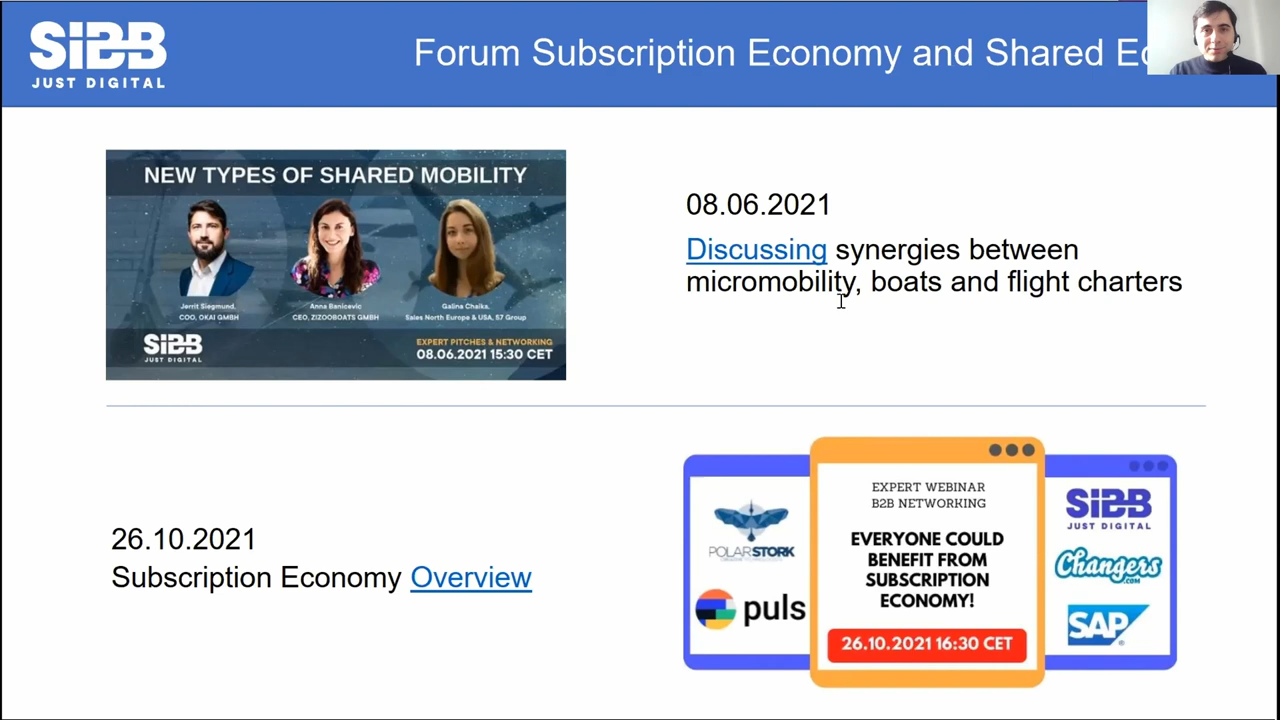 SiBB
JUST DIGITAL
Forum Subscription Economy and Shared
NEW TYPES OF SHARED MOBILITY
Jerrit Siegmund,
COO, OKAI GMBH
Anna Banicevic
CEO, ZIZOOBOATS GMBH
Galina Chaika,
Sales North Europe & USA, S7 Group
SiBB
JUST DIGITAL
EXPERT PITCHES & NETWORKING
08.06.2021 15:30 CET
08.06.2021
Discussing synergies between
micromobility, boats and flight charters
26.10.2021
Subscription Economy Overview
POLARSTORK
puls
EXPERT WEBINAR
B2B NETWORKING
EVERYONE COULD
BENEFIT FROM
SUBSCRIPTION
ECONOMY!
26.10.2021 16:30 CET
SiBB
JUST DIGITAL
Changers
.COM
SAP